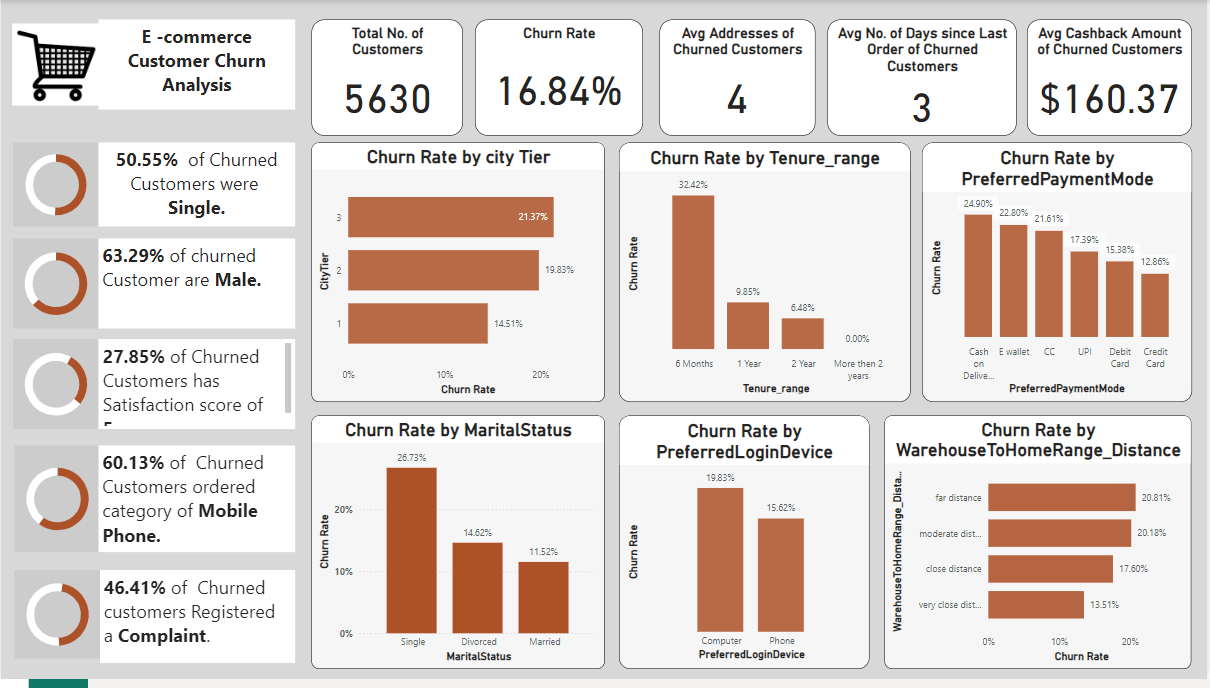 E -commerce
Customer Churn
Analysis
Total No. of
Customers
5630
Churn Rate
16.84%
Avg Addresses of
Churned Customers
4
Avg No. of Days since Last
Order of Churned
Customers
3
Avg Cashback Amount
of Churned Customers
$160.37
50.55% of Churned
Customers were
Single.
63.29% of churned
Customer are Male.
27.85% of Churned
Customers has
Satisfaction score of
60.13% of Churned
Customers ordered
category of Mobile
Phone.
46.41% of Churned
customers Registered
a Complaint.
Churn Rate by city Tier
CityTier
3
21.37%
2
19.83%
1
14.51%
0%
10%
20%
Churn Rate
Churn Rate by Tenure_range
Churn Rate
32.42%
9.85%
6.48%
0.00%
6 Months
1 Year
2 Year
More then 2
years
Tenure_range
Churn Rate by
PreferredPaymentMode
Churn Rate
24.90%
22.80%
21.61%
17.39%
15.38%
12.86%
Cash
on
Delive...
E wallet
CC
UPI
Debit
Card
Credit
Card
PreferredPaymentMode
Churn Rate by MaritalStatus
Churn Rate
20%
10%
0%
26.73%
14.62%
11.52%
Single
Divorced
Married
MaritalStatus
Churn Rate by
PreferredLoginDevice
Churn Rate
19.83%
15.62%
Computer
Phone
PreferredLoginDevice
Churn Rate by
WarehouseToHomeRange_Distance
WarehouseToHomeRange_Dista...
far distance
20.81%
moderate dist...
20.18%
close distance
17.60%
very close dist...
13.51%
0%
10%
20%
Churn Rate